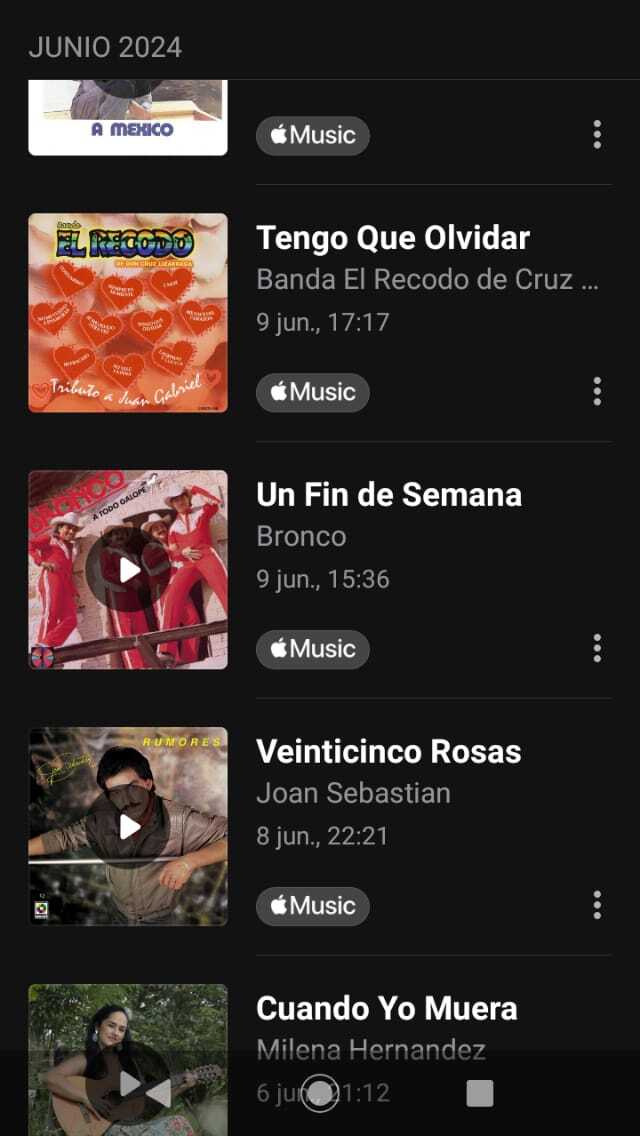 JUNIO 2024
A MEXICO
Music
Banda
EL RECODO
DE DON CRUZ LIZARRAGA
Tributo a Juan Gabriel
Tengo Que Olvidar
Banda El Recodo de Cruz ...
9 jun., 17:17
Music
BRONCO
A TODO GALOPE
Un Fin de Semana
Bronco
9 jun., 15:36
Music
RUMORES
Veinticinco Rosas
Joan Sebastian
8 jun., 22:21
Music
Cuando Yo Muera
Milena Hernandez
6 jun., 21:12